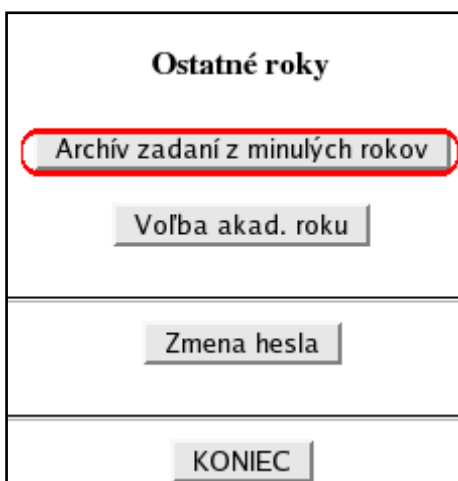 Ostatné roky
Archív zadaní z minulých rokov
Voľba akad. roku
Zmena hesla
KONIEC